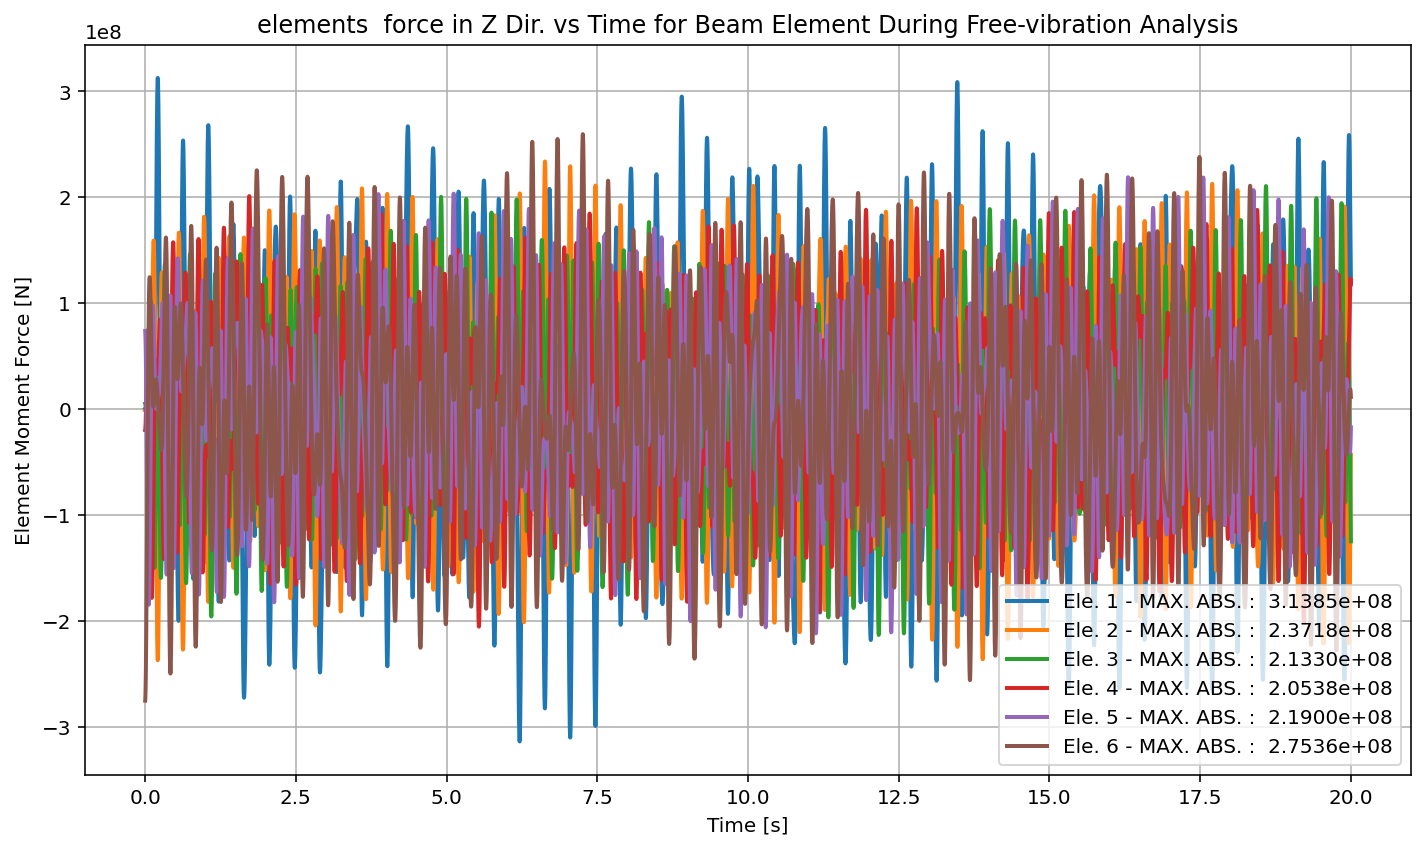 elements  force in Z Dir. vs Time for Beam Element During Free-vibration Analysis
1e8
3
2
1
0
−1
−2
−3
Element Moment Force [N]
0.0 2.5 5.0 7.5 10.0 12.5 15.0 17.5 20.0
Time [s]
Ele. 1 - MAX. ABS. :  3.1385e+08
Ele. 2 - MAX. ABS. :  2.3718e+08
Ele. 3 - MAX. ABS. :  2.1330e+08
Ele. 4 - MAX. ABS. :  2.0538e+08
Ele. 5 - MAX. ABS. :  2.1900e+08
Ele. 6 - MAX. ABS. :  2.7536e+08